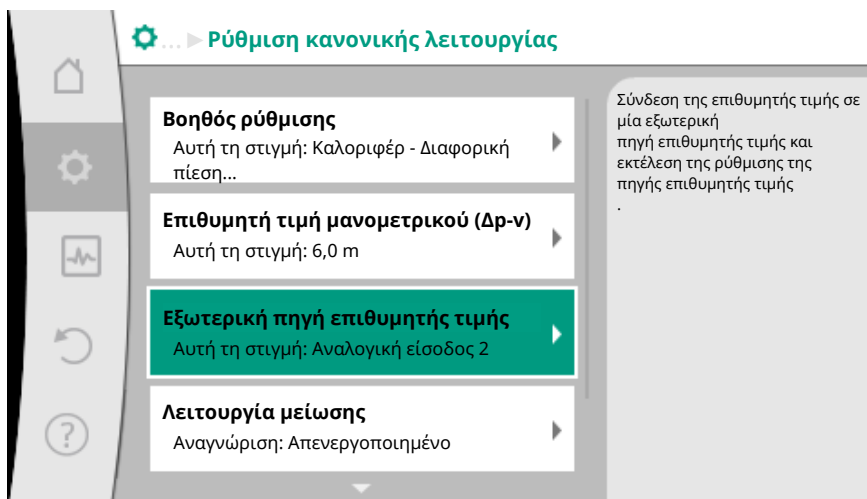 ... Ρύθμιση κανονικής λειτουργίας
Βοηθός ρύθμισης
Αυτή τη στιγμή: Καλοριφέρ - Διαφορική
πίεση...
Επιθυμητή τιμή μανομετρικού (Δp-v)
Αυτή τη στιγμή: 6,0 m
Εξωτερική πηγή επιθυμητής τιμής
Αυτή τη στιγμή: Αναλογική είσοδος 2
Λειτουργία μείωσης
Αναγνώριση: Απενεργοποιημένο
Σύνδεση της επιθυμητής τιμής σε
μία εξωτερική
πηγή επιθυμητής τιμής και
εκτέλεση της ρύθμισης της
πηγής επιθυμητής τιμής
.